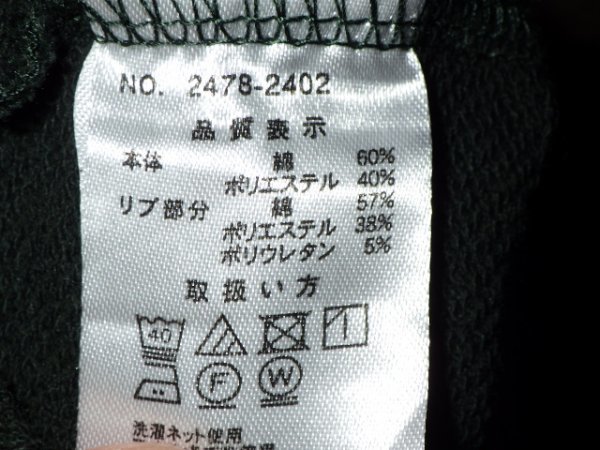 NO. 2478-2402
品質表示
本体 綿 60%
ポリエステル 40%
リブ部分 綿 57%
ポリエステル 38%
ポリウレタン 5%
取扱い方
40
F W
洗濯ネット使用